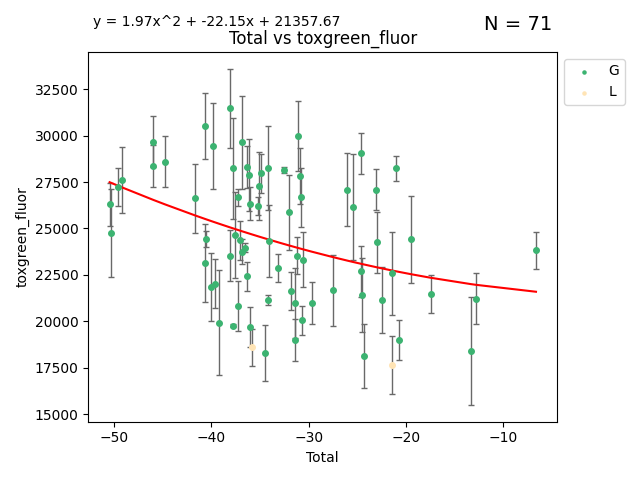 y = 1.97x^2 + -22.15x + 21357.67
N = 71
Total vs toxgreen_fluor
G
L
32500
30000
27500
25000
22500
20000
17500
15000
toxgreen_fluor
−50
−40
−30
−20
−10
Total